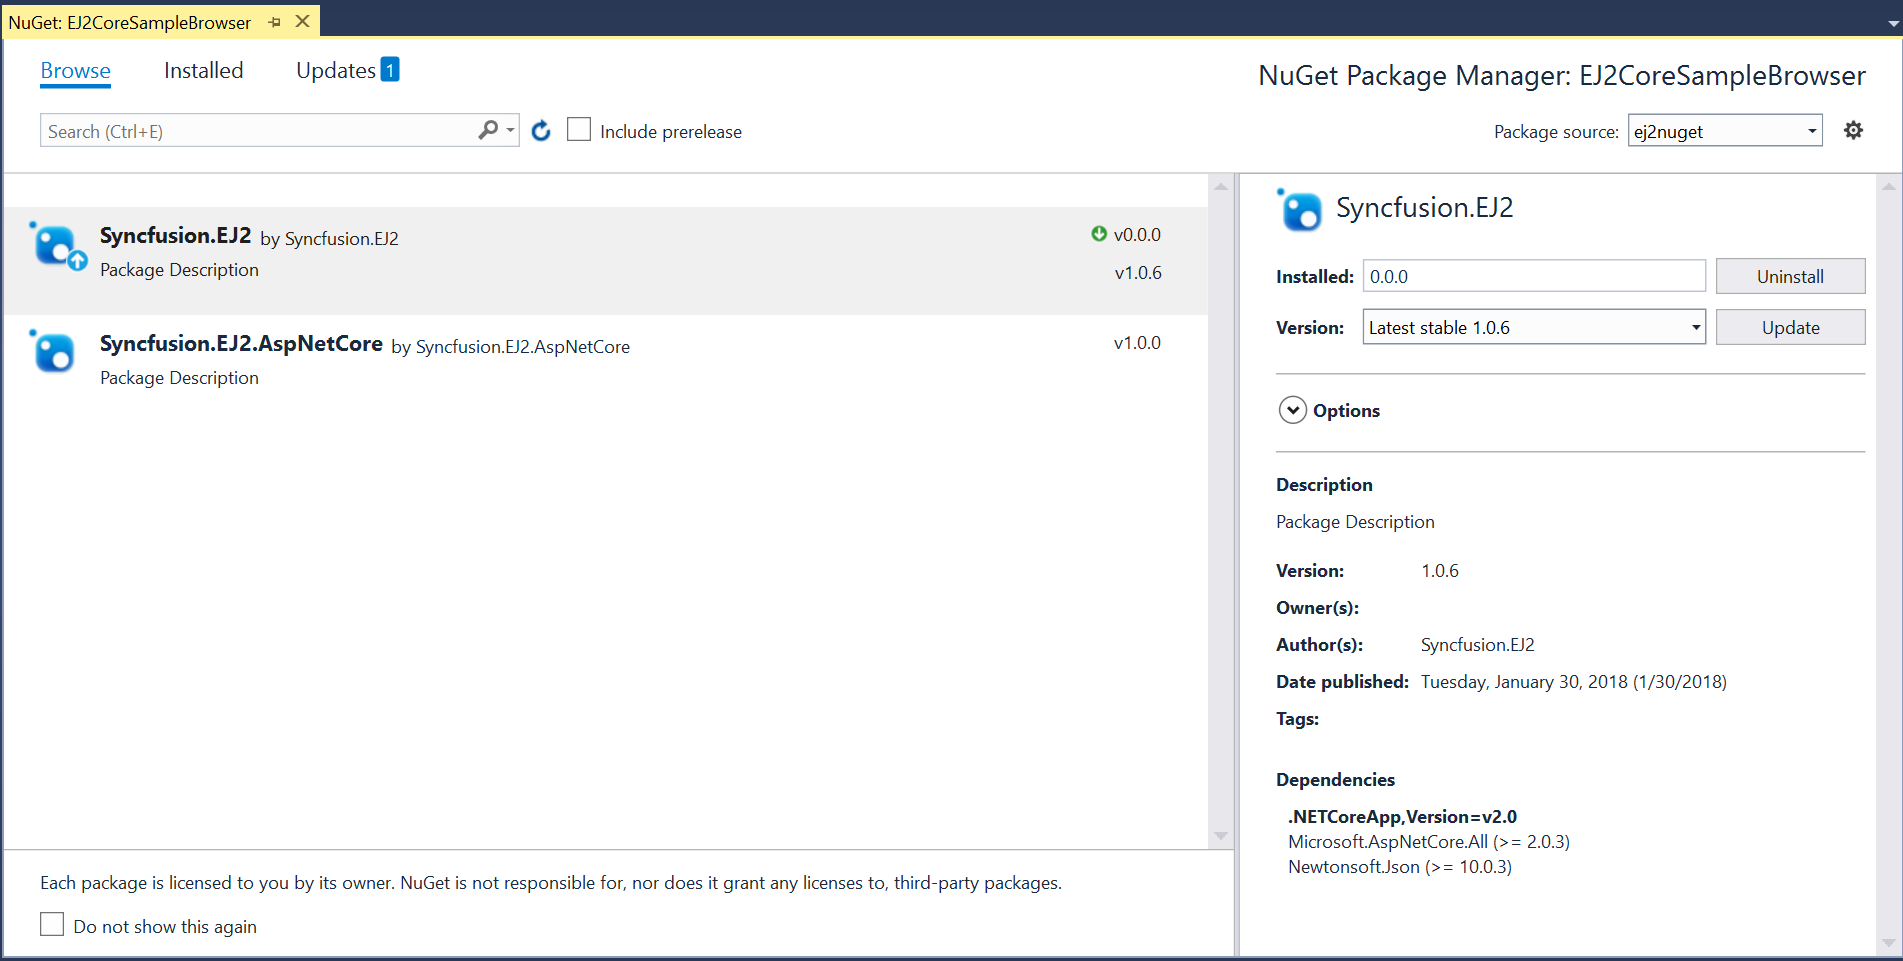 NuGet: EJ2CoreSampleBrowser
Browse Installed Updates 1
NuGet Package Manager: EJ2CoreSampleBrowser
Search (Ctrl+E) Include prerelease
Package source: ej2nuget
Syncfusion.EJ2 by Syncfusion.EJ2 v0.0.0
Package Description v1.0.6
Syncfusion.EJ2.AspNetCore by Syncfusion.EJ2.AspNetCore v1.0.0
Package Description
Each package is licensed to you by its owner. NuGet is not responsible for, nor does it grant any licenses to, third-party packages.
Do not show this again
Syncfusion.EJ2
Installed: 0.0.0 Uninstall
Version: Latest stable 1.0.6 Update
Options
Description
Package Description
Version: 1.0.6
Owner(s):
Author(s): Syncfusion.EJ2
Date published: Tuesday, January 30, 2018 (1/30/2018)
Tags:
Dependencies
.NETCoreApp,Version=v2.0
Microsoft.AspNetCore.All (>= 2.0.3)
Newtonsoft.Json (>= 10.0.3)